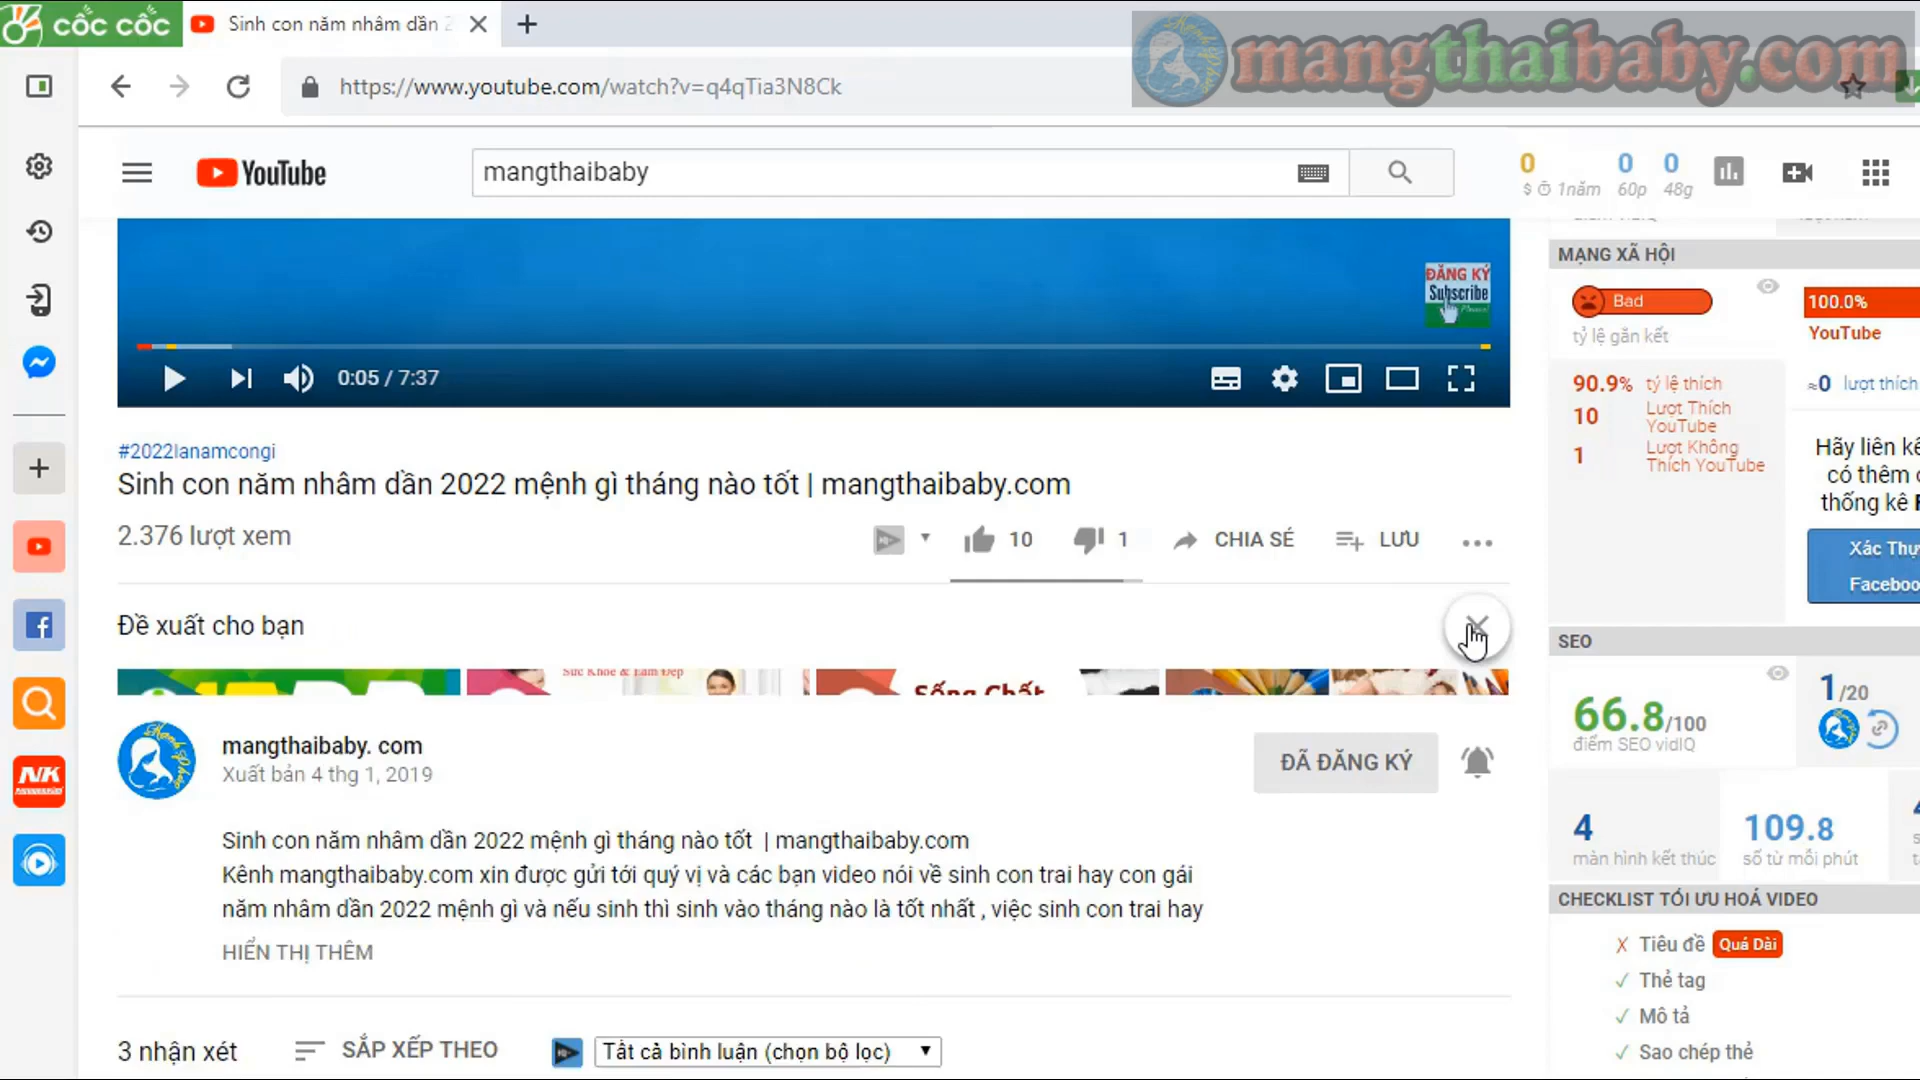 cốc cốc
Sinh con năm nhâm dần 2
mangthaibaby.com
https://www.youtube.com/watch?v=q4qTia3N8Ck
YouTube
mangthaibaby
0 0 0
$ 1năm 60p 48g
MẠNG XÃ HỘI
Bad
100.0%
tỷ lệ gắn kết
YouTube
90.9% tỷ lệ thích
≈0 lượt thích
10 Lượt Thích
YouTube
1 Lượt Không
Thích YouTube
Hãy liên kế
có thêm
thống kê
Xác Thự
Faceboo
ĐĂNG KÝ
Subscribe
0:05 / 7:37
#2022lanamcongi
Sinh con năm nhâm dần 2022 mệnh gì tháng nào tốt | mangthaibaby.com
2.376 lượt xem
10
1
CHIA SẺ
LƯU
Đề xuất cho bạn
Sức Khỏe & Làm Đẹp
Sống Chất
mangthaibaby. com
Xuất bản 4 thg 1, 2019
ĐÃ ĐĂNG KÝ
Sinh con năm nhâm dần 2022 mệnh gì tháng nào tốt | mangthaibaby.com
Kênh mangthaibaby.com xin được gửi tới quý vị và các bạn video nói về sinh con trai hay con gái
năm nhâm dần 2022 mệnh gì và nếu sinh thì sinh vào tháng nào là tốt nhất , việc sinh con trai hay
HIỂN THỊ THÊM
3 nhận xét
SẮP XẾP THEO
Tất cả bình luận (chọn bộ lọc)
SEO
66.8/100
điểm SEO vidIQ
1/20
4
màn hình kết thúc
109.8
số từ mỗi phút
CHECKLIST TỐI ƯU HOÁ VIDEO
✗ Tiêu đề Quá Dài
✓ Thẻ tag
✓ Mô tả
✓ Sao chép thẻ
NK